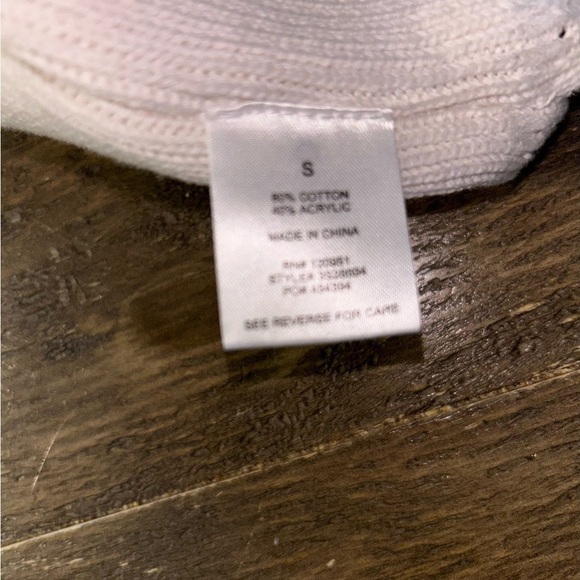 S
60% COTTON
40% ACRYLIC
MADE IN CHINA
RN#
STYLE#
PO#
SEE REVERSE FOR CARE